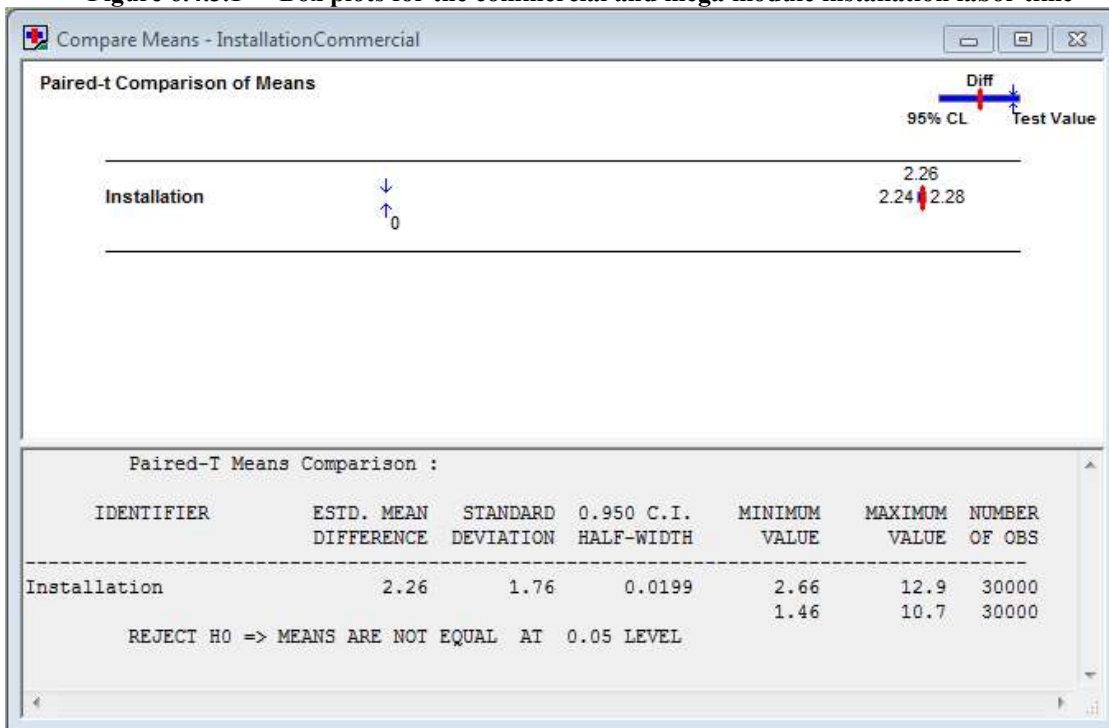 Figure 6.4.3.1 Box plots for the commercial and mega module installation labor time
Compare Means - InstallationCommercial
Paired-t Comparison of Means
Diff
95% CL Test Value
2.26
Installation 2.24 2.28
0
Paired-T Means Comparison :
IDENTIFIER ESTD. MEAN STANDARD 0.950 C.I. MINIMUM MAXIMUM NUMBER
DIFFERENCE DEVIATION HALF-WIDTH VALUE VALUE OF OBS
Installation 2.26 1.76 0.0199 2.66 12.9 30000
1.46 10.7 30000
REJECT H0 => MEANS ARE NOT EQUAL AT 0.05 LEVEL